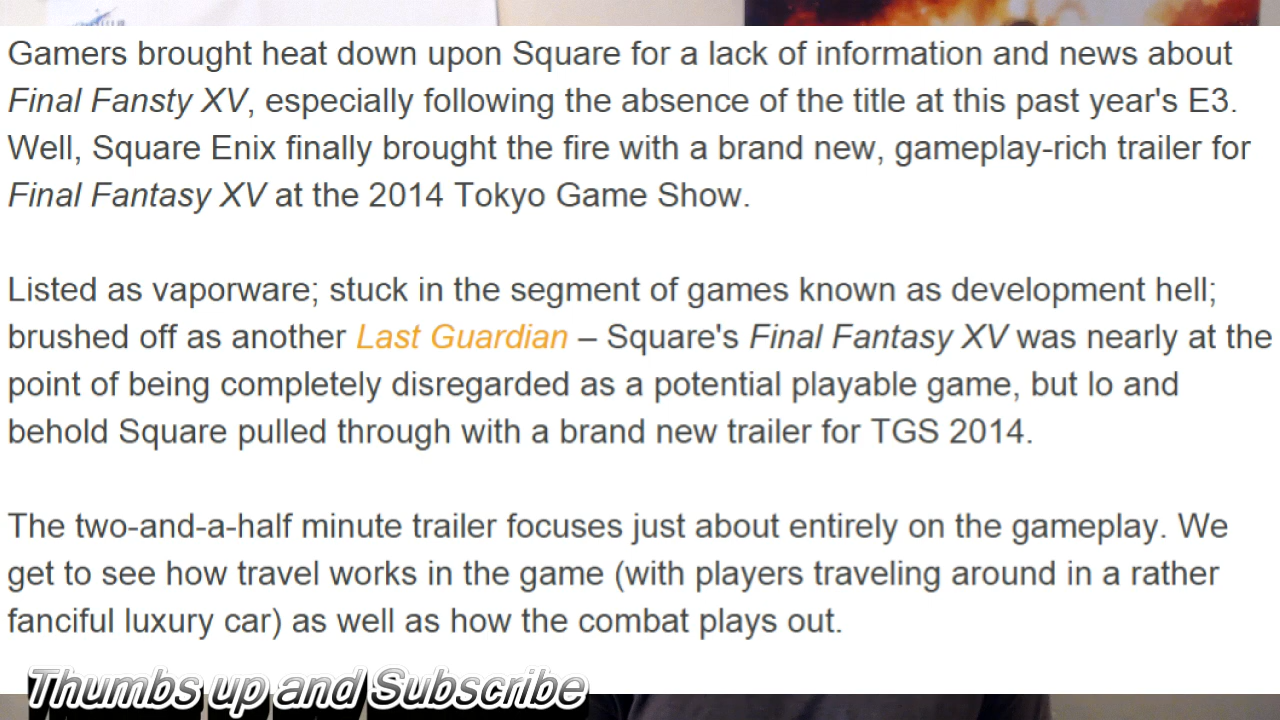 Gamers brought heat down upon Square for a lack of information and news about
Final Fansty XV, especially following the absence of the title at this past year's E3.
Well, Square Enix finally brought the fire with a brand new, gameplay-rich trailer for
Final Fantasy XV at the 2014 Tokyo Game Show.
Listed as vaporware; stuck in the segment of games known as development hell;
brushed off as another Last Guardian – Square's Final Fantasy XV was nearly at the
point of being completely disregarded as a potential playable game, but lo and
behold Square pulled through with a brand new trailer for TGS 2014.
The two-and-a-half minute trailer focuses just about entirely on the gameplay. We
get to see how travel works in the game (with players traveling around in a rather
fanciful luxury car) as well as how the combat plays out.
Thumbs up and Subscribe